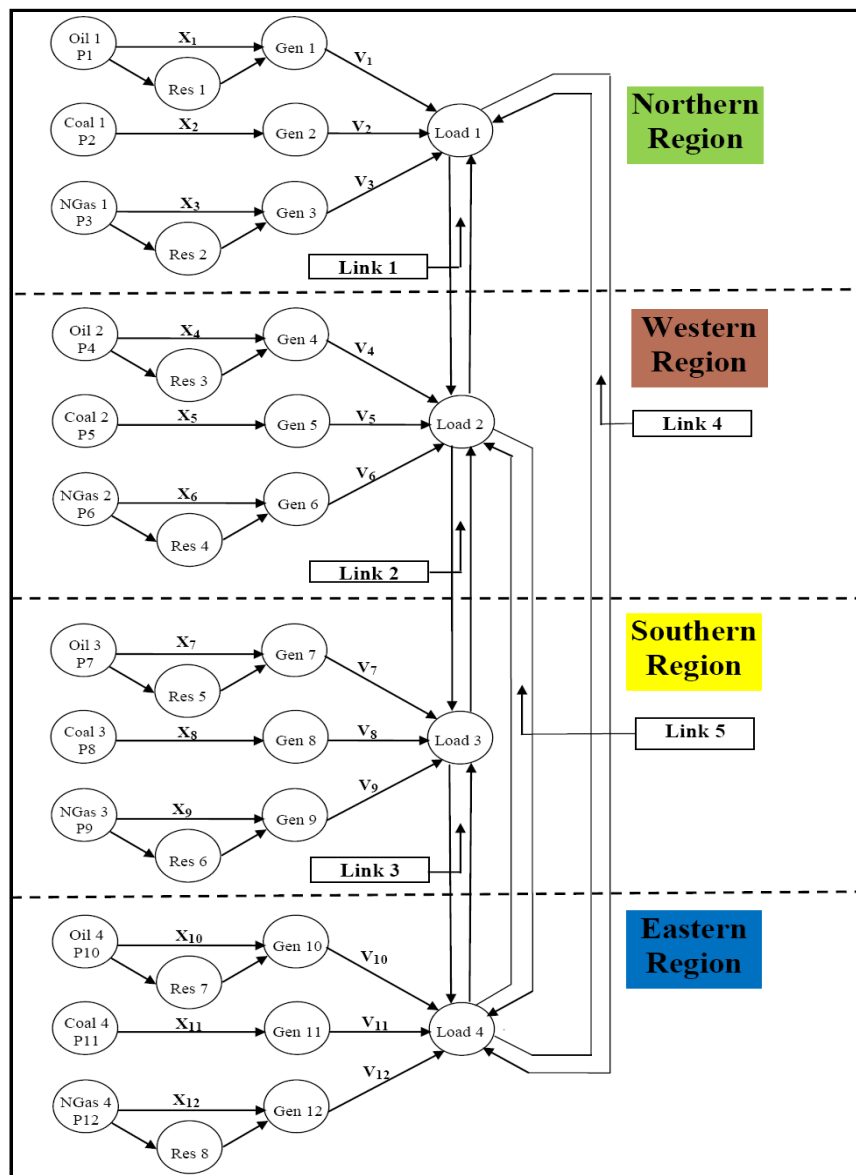 Oil 1
P1
X₁
Gen 1
Res 1
V₁
Coal 1
P2
X₂
Gen 2
V₂
Load 1
NGas 1
P3
X₃
Gen 3
Res 2
V₃
Link 1
Northern
Region
Oil 2
P4
X₄
Gen 4
Res 3
V₄
Coal 2
P5
X₅
Gen 5
V₅
Load 2
NGas 2
P6
X₆
Gen 6
Res 4
V₆
Link 2
Western
Region
Link 4
Oil 3
P7
X₇
Gen 7
Res 5
V₇
Coal 3
P8
X₈
Gen 8
V₈
Load 3
NGas 3
P9
X₉
Gen 9
Res 6
V₉
Link 3
Southern
Region
Link 5
Oil 4
P10
X₁₀
Gen 10
Res 7
V₁₀
Coal 4
P11
X₁₁
Gen 11
V₁₁
Load 4
NGas 4
P12
X₁₂
Gen 12
Res 8
V₁₂
Eastern
Region